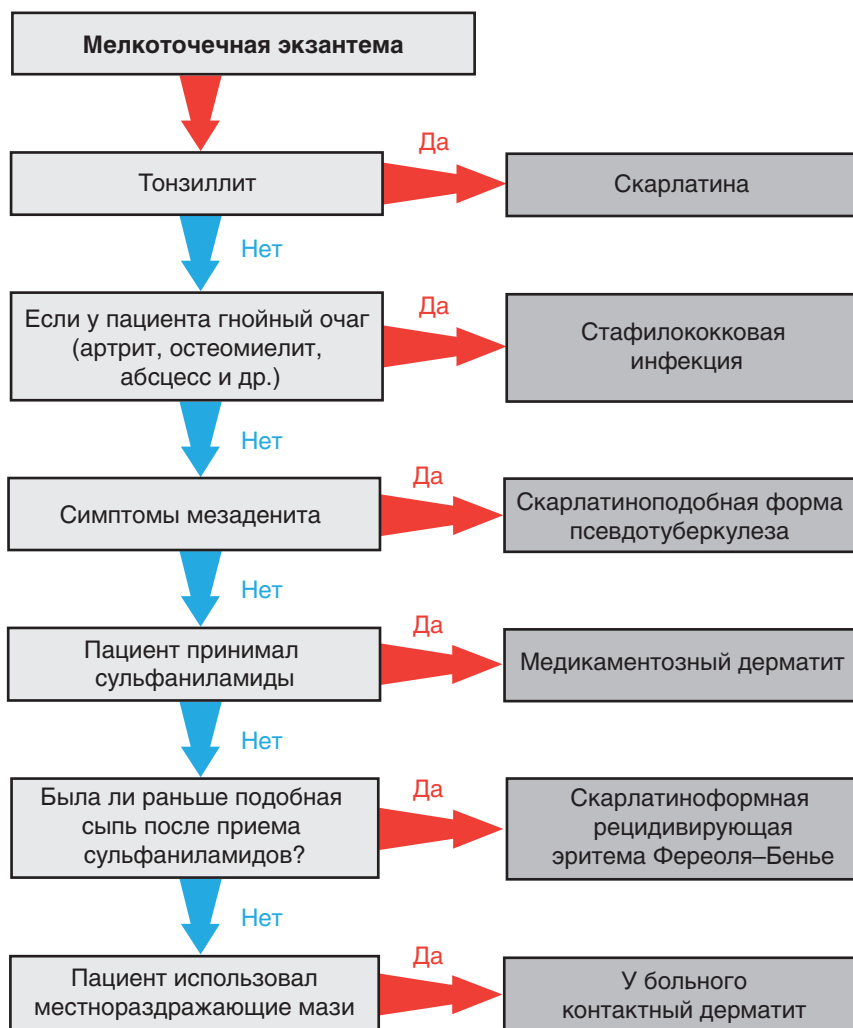 Мелкоточечная экзантема
Тонзиллит
Да
Скарлатина
Нет
Если у пациента гнойный очаг
(артрит, остеомиелит,
абсцесс и др.)
Да
Стафилококковая
инфекция
Нет
Симптомы мезаденита
Да
Скарлатиноподобная форма
псевдотуберкулеза
Нет
Пациент принимал
сульфаниламиды
Да
Медикаментозный дерматит
Нет
Была ли раньше подобная
сыпь после приема
сульфаниламидов?
Да
Скарлатиноформная
рецидивирующая
эритема Фереоля–Бенье
Нет
Пациент использовал
местнораздражающие мази
Да
У больного
контактный дерматит